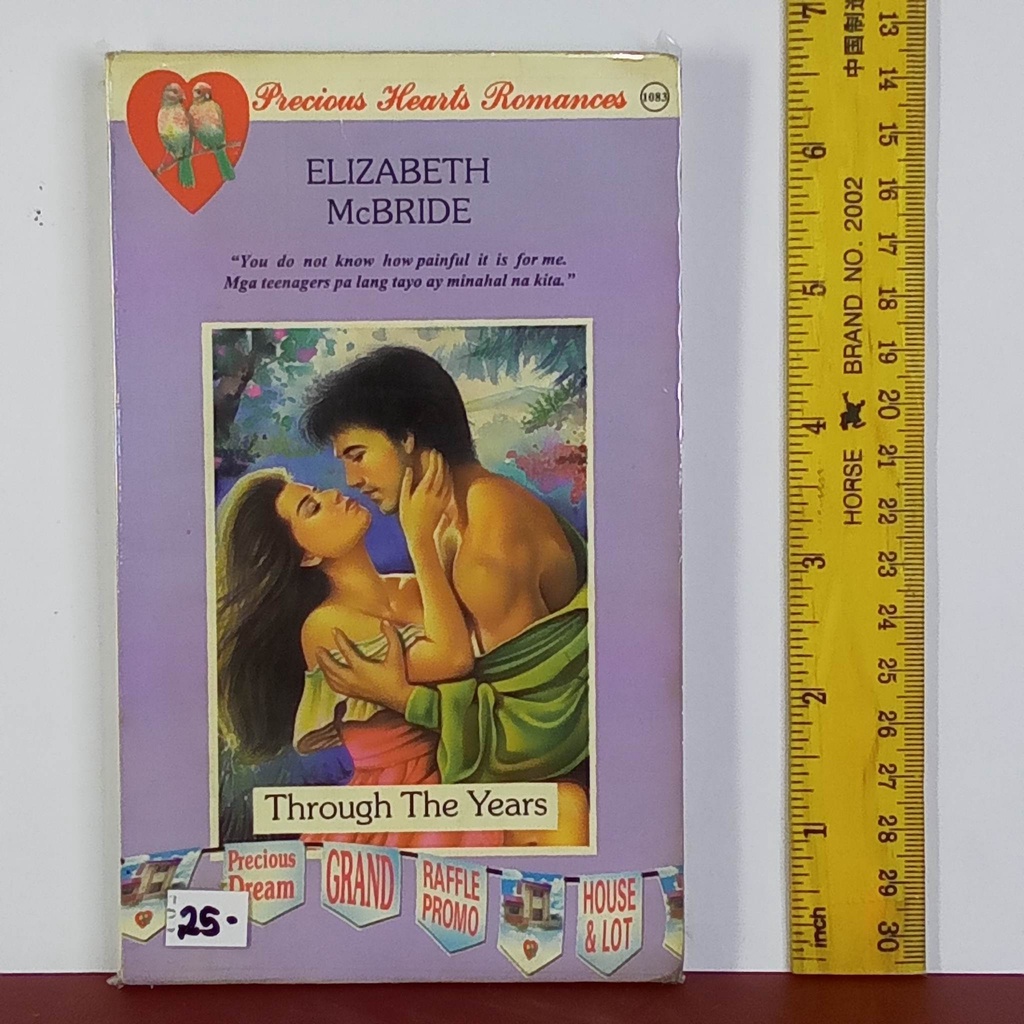 Precious Hearts Romances 1083
ELIZABETH
McBRIDE
“You do not know how painful it is for me.
Mga teenagers pa lang tayo ay minahal na kita.”
Through The Years
Precious
Dream
GRAND
RAFFLE
PROMO
HOUSE
& LOT
25-
中国制造
HORSE BRAND NO. 2002
7
6
5
4
3
2
1
inch
13
14
15
16
17
18
19
20
21
22
23
24
25
26
27
28
29
30